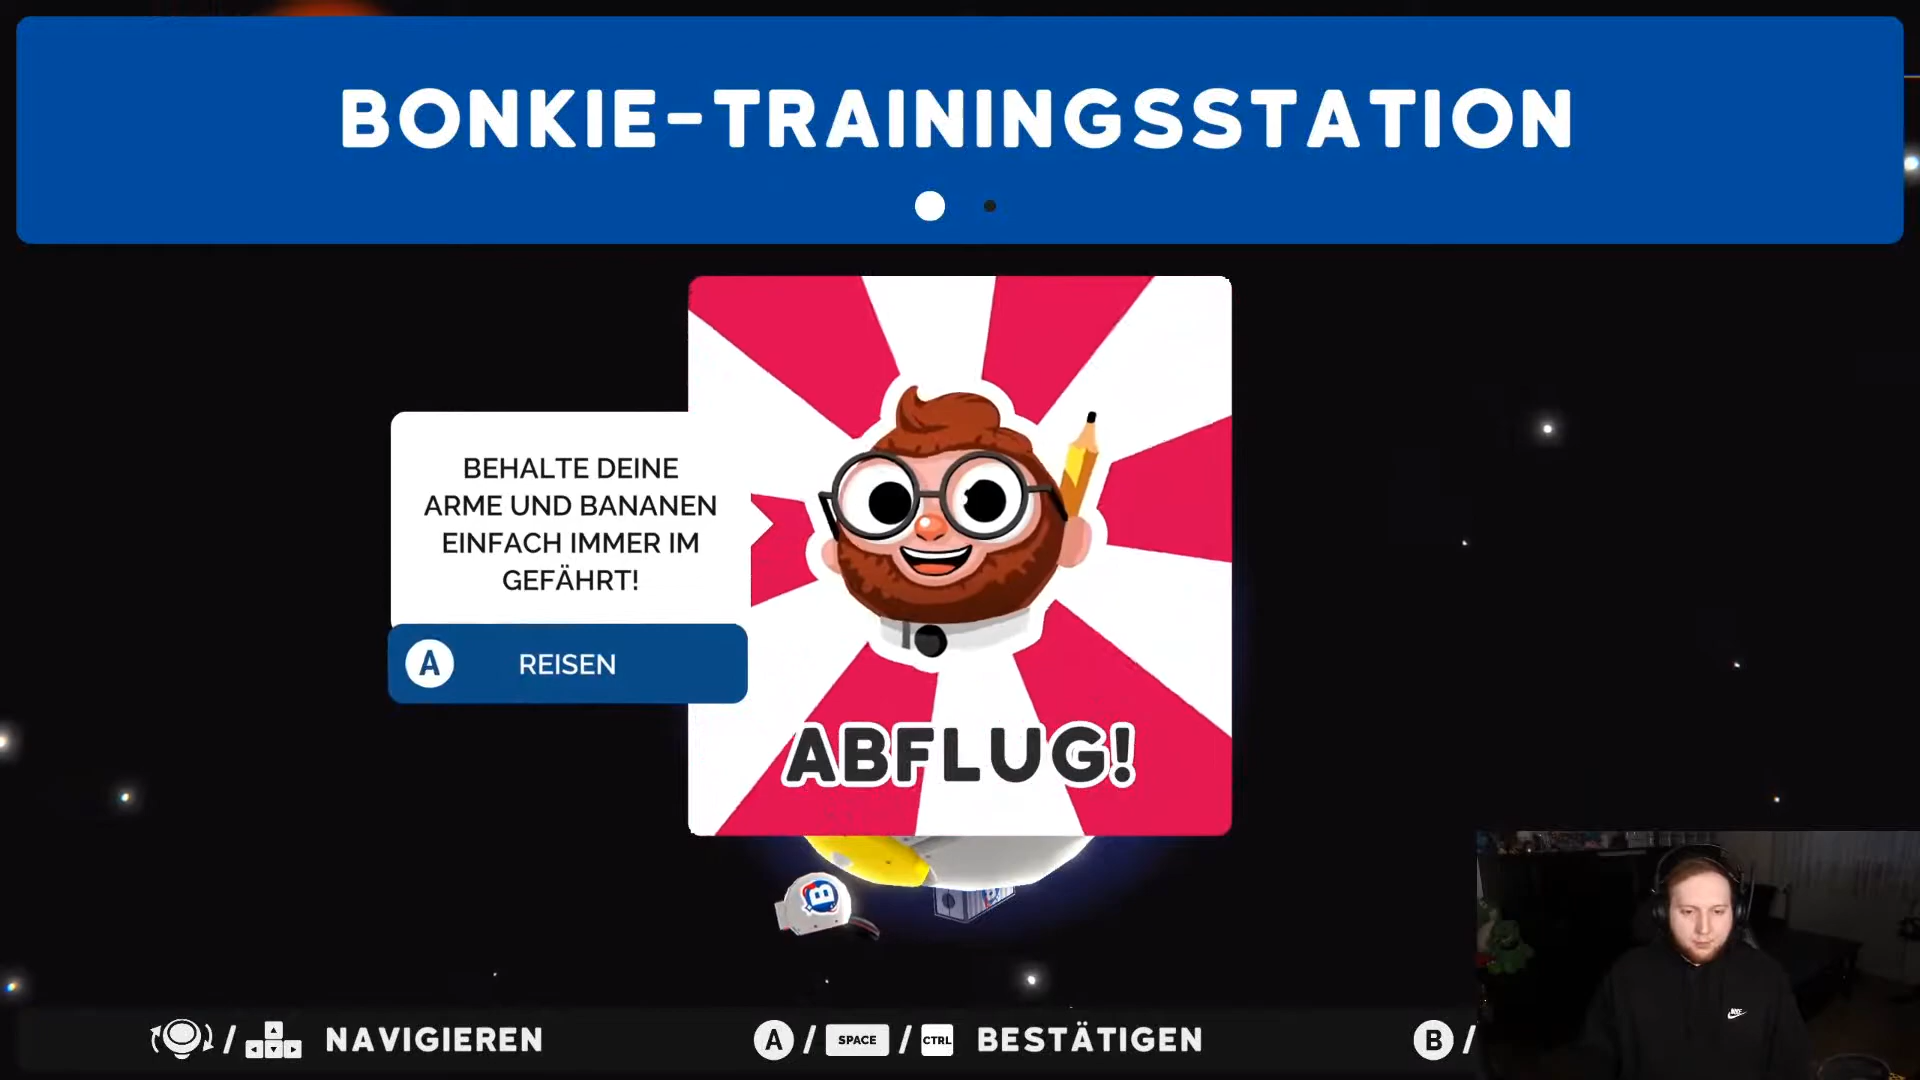 BONKIE-TRAININGSSTATION
BEHALTE DEINE
ARME UND BANANEN
EINFACH IMMER IM
GEFÄHRT!
A REISEN
ABFLUG!
B
/ NAVIGIEREN
A / SPACE / CTRL BESTÄTIGEN
B /